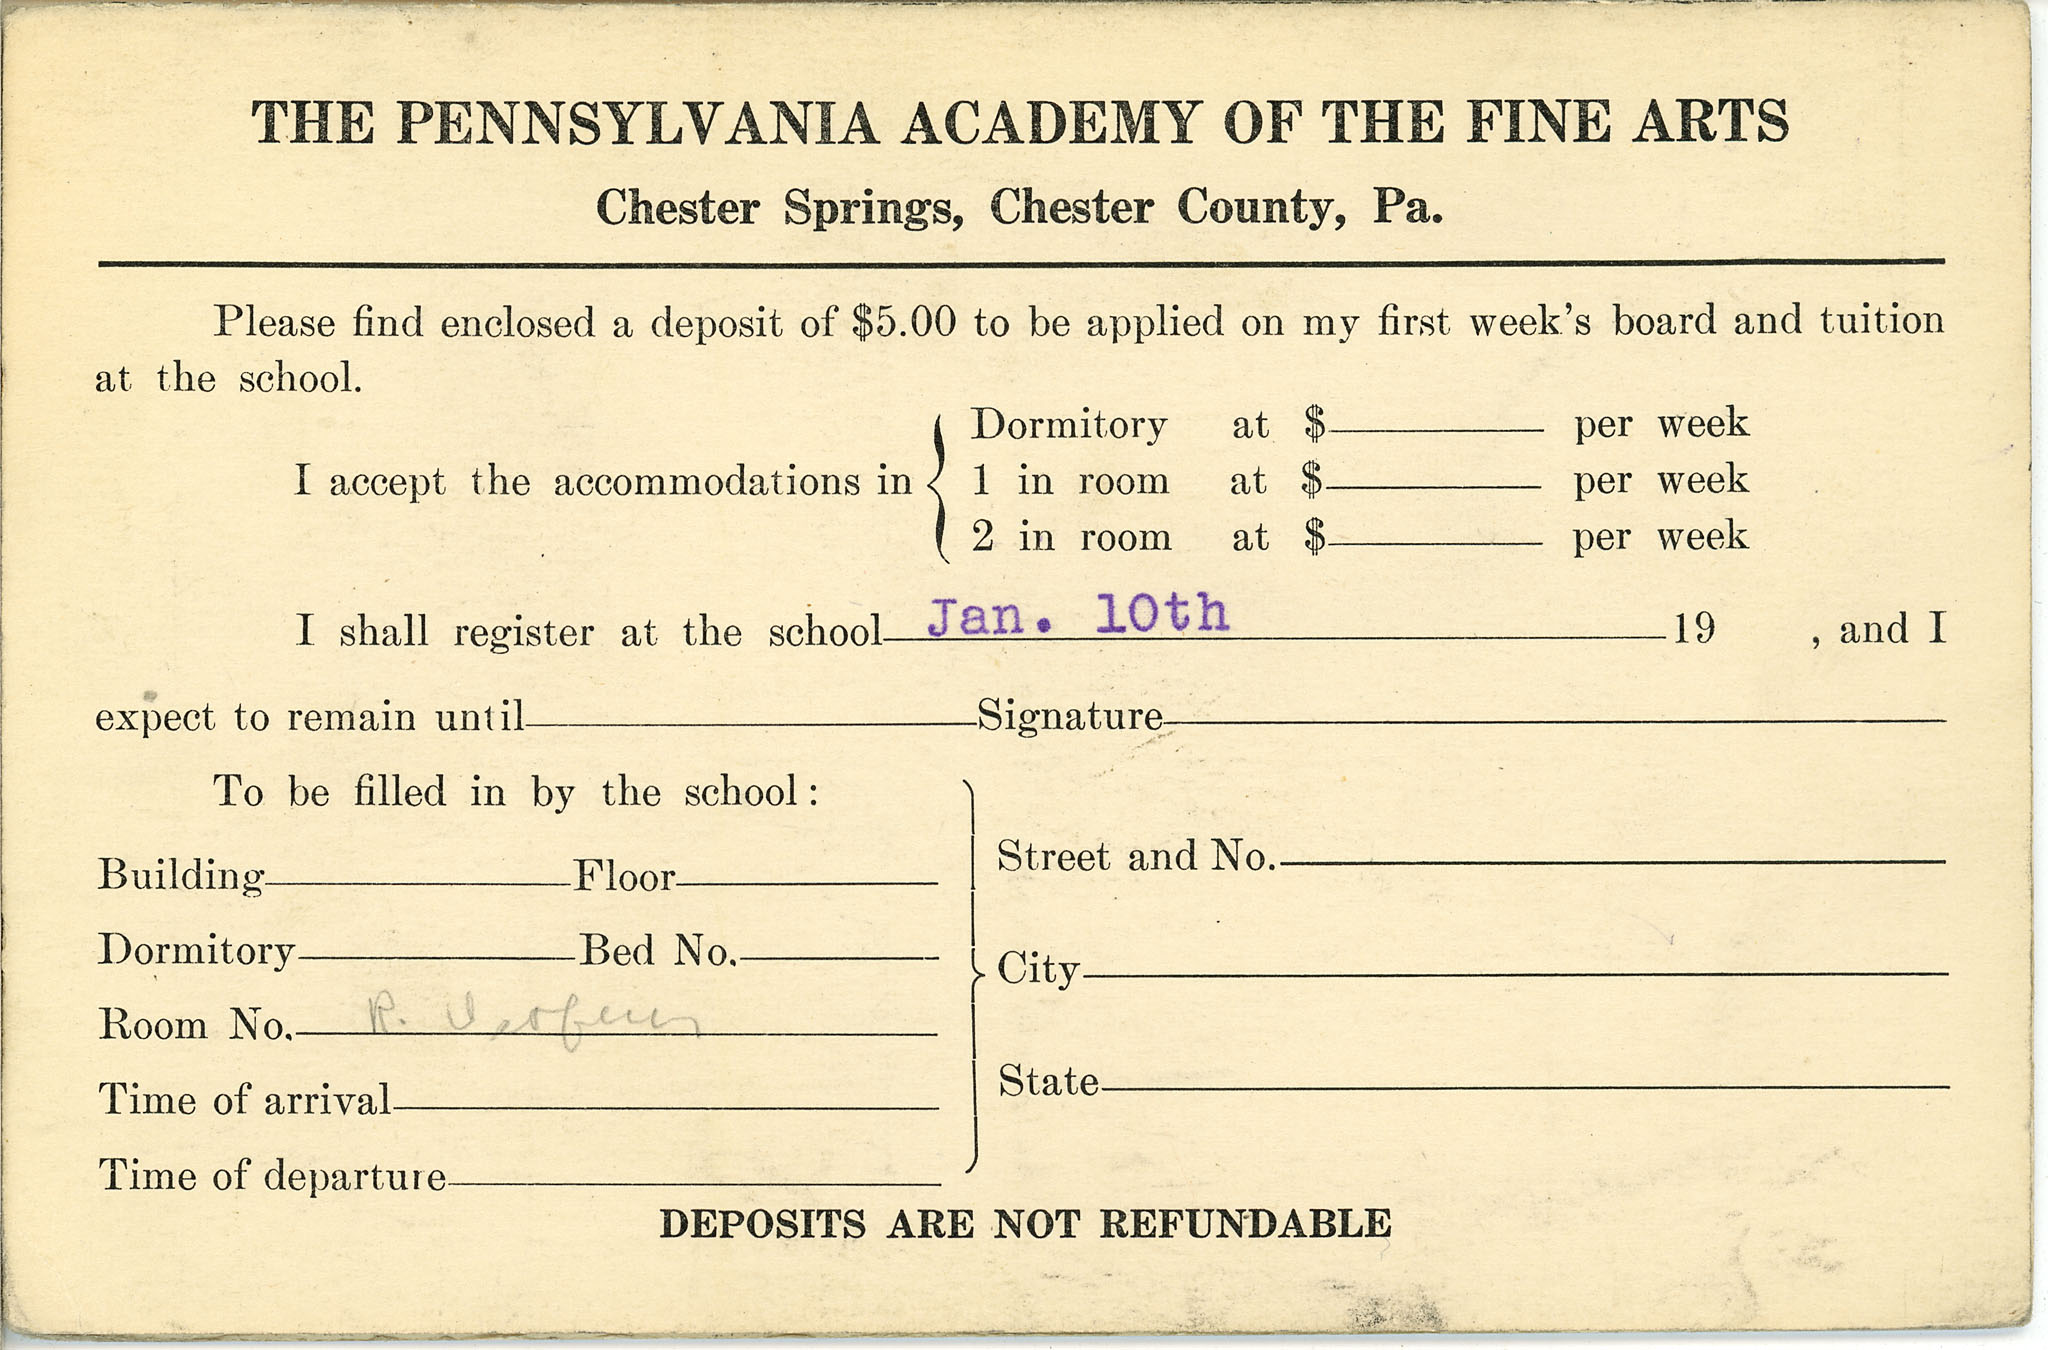 THE PENNSYLVANIA ACADEMY OF THE FINE ARTS
Chester Springs, Chester County, Pa.
Please find enclosed a deposit of $5.00 to be applied on my first week's board and tuition
at the school.
I accept the accommodations in
Dormitory at $ per week
1 in room at $ per week
2 in room at $ per week
I shall register at the school Jan. 10th 19 , and I
expect to remain until Signature
To be filled in by the school:
Building Floor
Dormitory Bed No.
Room No. R.
Time of arrival
Time of departure
Street and No.
City
State
DEPOSITS ARE NOT REFUNDABLE